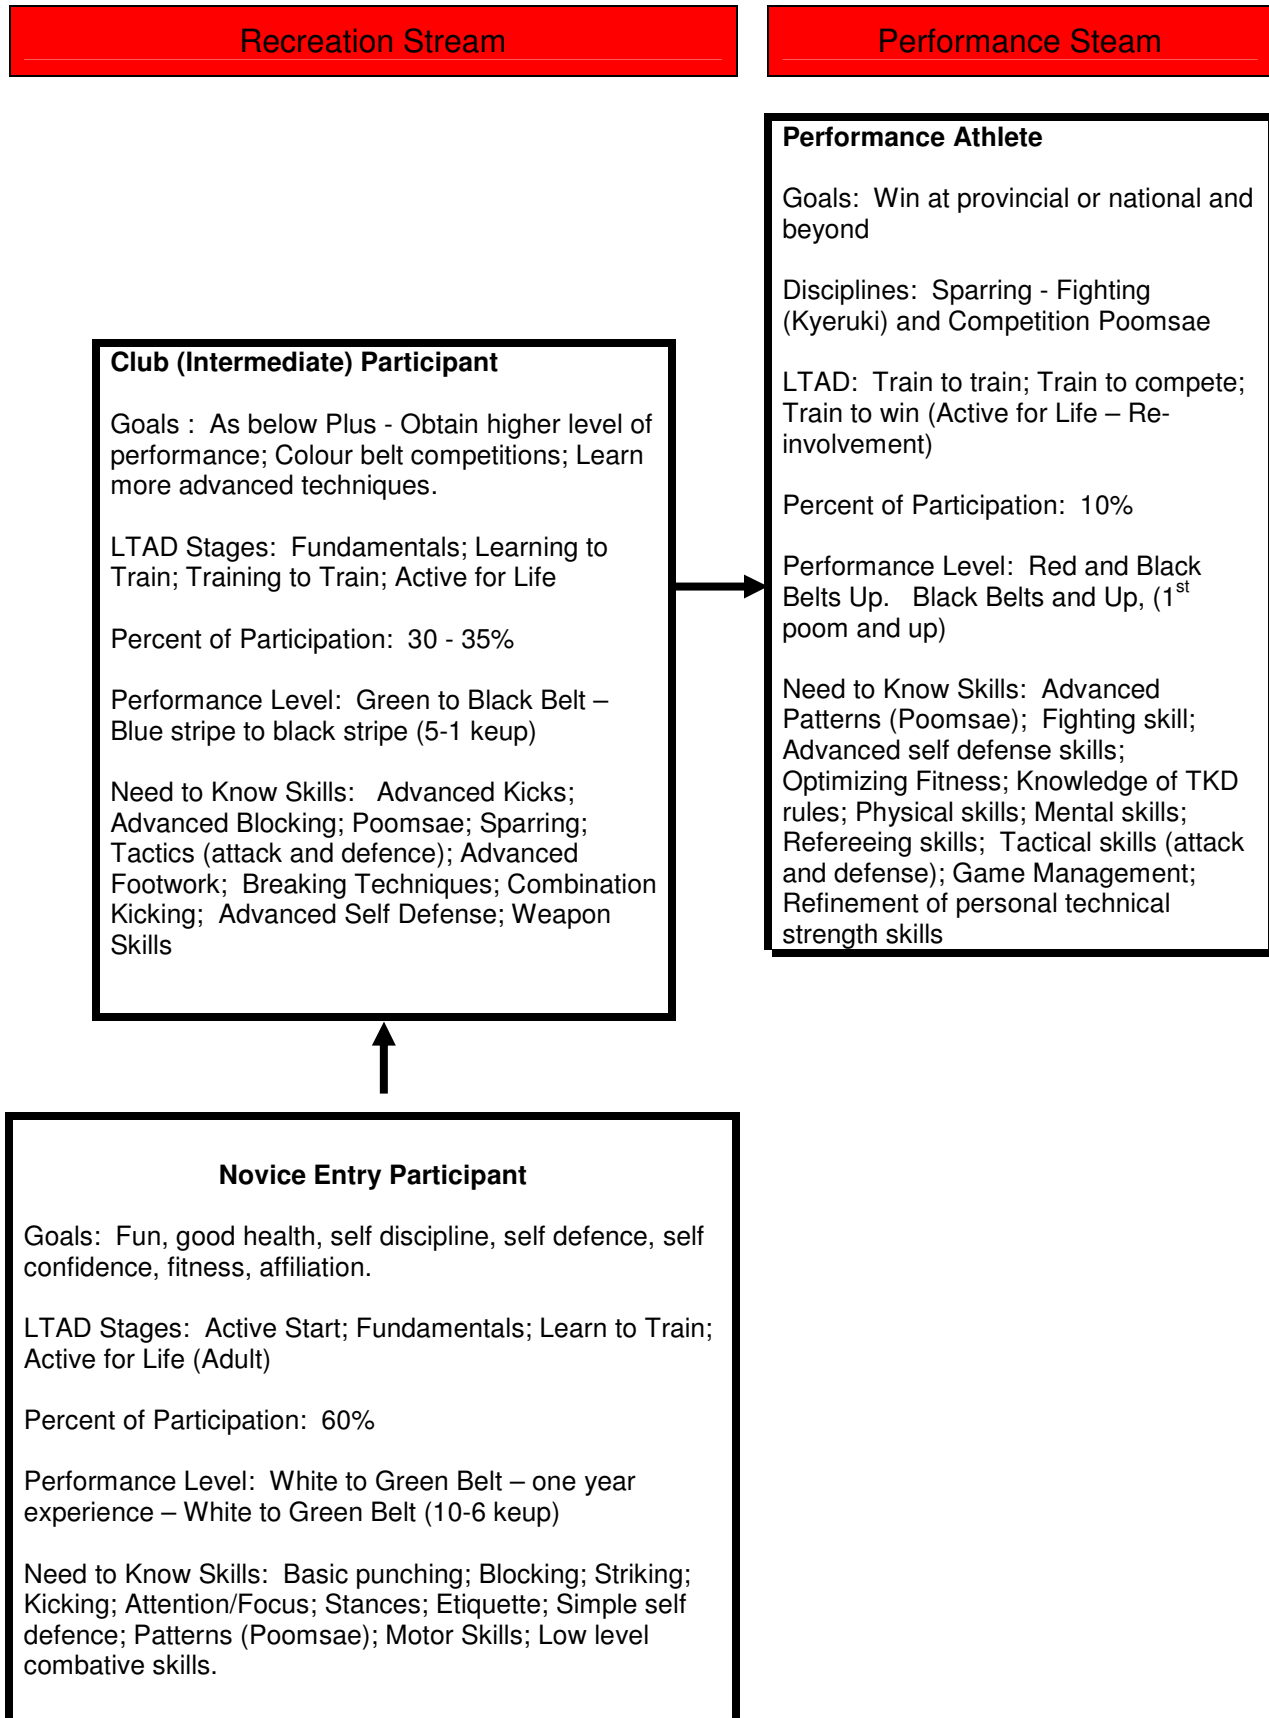 Recreation Stream
Performance Steam
Performance Athlete
Goals:  Win at provincial or national and
beyond
Disciplines:  Sparring - Fighting
(Kyeruki) and Competition Poomsae
LTAD:  Train to train; Train to compete;
Train to win (Active for Life – Re-
involvement)
Percent of Participation:  10%
Performance Level:  Red and Black
Belts Up.   Black Belts and Up, (1st
poom and up)
Need to Know Skills:  Advanced
Patterns (Poomsae);  Fighting skill;
Advanced self defense skills;
Optimizing Fitness; Knowledge of TKD
rules; Physical skills; Mental skills;
Refereeing skills;  Tactical skills (attack
and defense); Game Management;
Refinement of personal technical
strength skills
Club (Intermediate) Participant
Goals :  As below Plus - Obtain higher level of
performance; Colour belt competitions; Learn
more advanced techniques.
LTAD Stages:  Fundamentals; Learning to
Train; Training to Train; Active for Life
Percent of Participation:  30 - 35%
Performance Level:  Green to Black Belt –
Blue stripe to black stripe (5-1 keup)
Need to Know Skills:   Advanced Kicks;
Advanced Blocking; Poomsae; Sparring;
Tactics (attack and defence); Advanced
Footwork;  Breaking Techniques; Combination
Kicking;  Advanced Self Defense; Weapon
Skills
Novice Entry Participant
Goals:  Fun, good health, self discipline, self defence, self
confidence, fitness, affiliation.
LTAD Stages:  Active Start; Fundamentals; Learn to Train;
Active for Life (Adult)
Percent of Participation:  60%
Performance Level:  White to Green Belt – one year
experience – White to Green Belt (10-6 keup)
Need to Know Skills:  Basic punching; Blocking; Striking;
Kicking; Attention/Focus; Stances; Etiquette; Simple self
defence; Patterns (Poomsae); Motor Skills; Low level
combative skills.